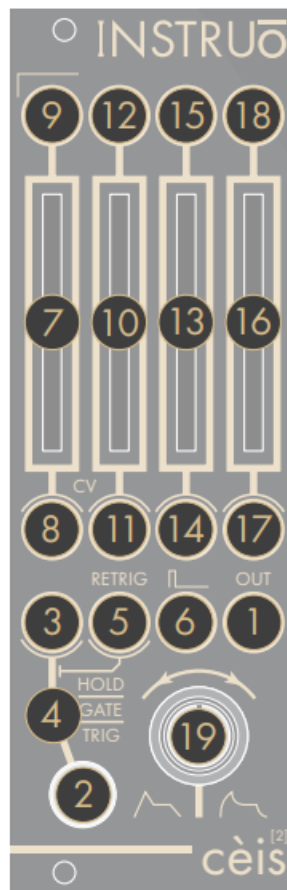 INSTRUō
9 12 15 18
7 10 13 16
CV
8 11 14 17
RETRIG OUT
3 5 6 1
HOLD
4 GATE
TRIG
19
2
[2]
cèis